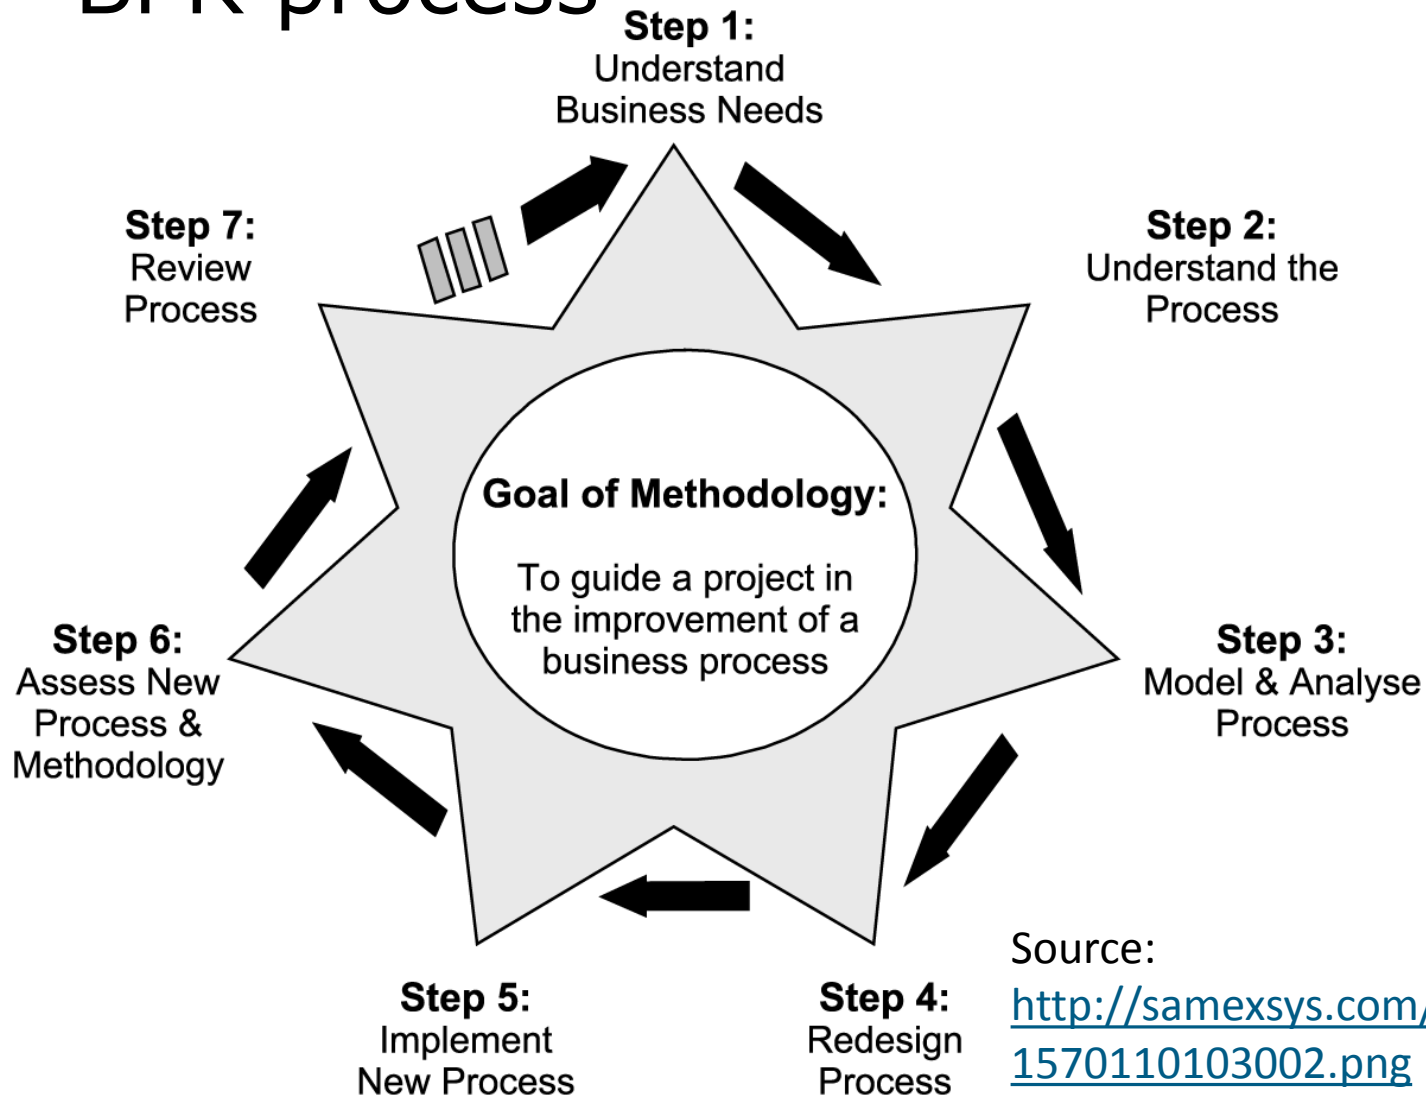 BPR process
Step 1:
Understand
Business Needs
Step 2:
Understand the
Process
Step 3:
Model & Analyse
Process
Step 4:
Redesign
Process
Step 5:
Implement
New Process
Step 6:
Assess New
Process &
Methodology
Step 7:
Review
Process
Goal of Methodology:
To guide a project in
the improvement of a
business process
Source:
http://samexsys.com/
1570110103002.png